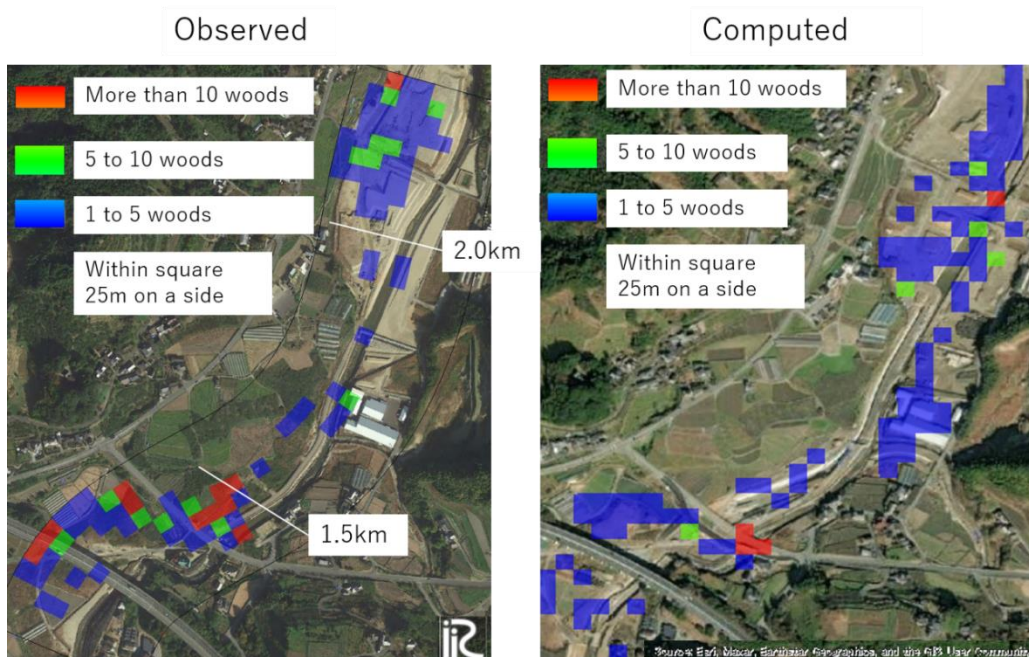 Observed
More than 10 woods
5 to 10 woods
1 to 5 woods
Within square
25m on a side
2.0km
1.5km
iRIC
Computed
More than 10 woods
5 to 10 woods
1 to 5 woods
Within square
25m on a side
Source: Esri, Maxar, Earthstar Geographics, and the GIS User Community